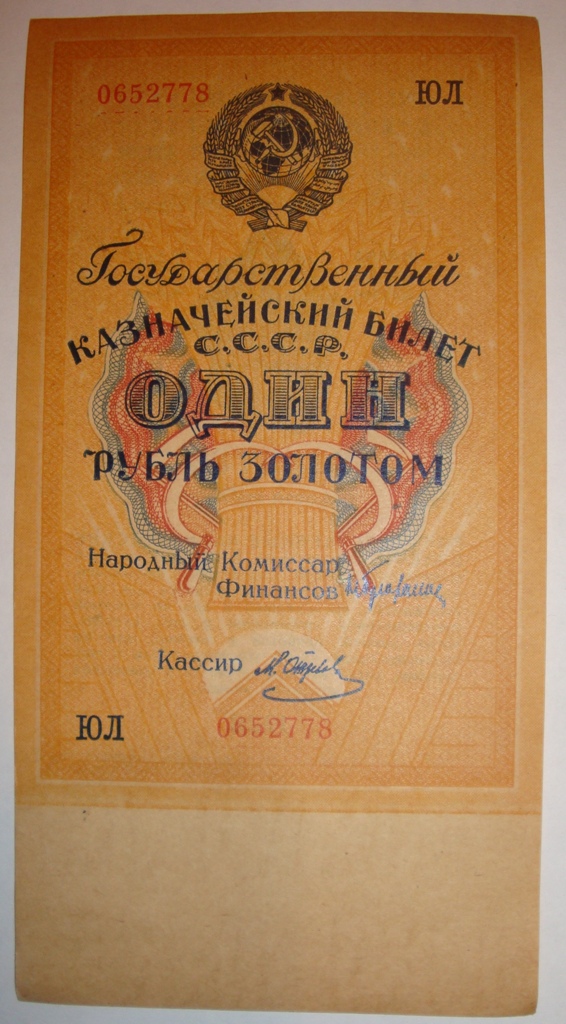 0652778 ЮЛ
Государственный
КАЗНАЧЕЙСКИЙ БИЛЕТ
С.С.С.Р.
ОДИН
РУБЛЬ ЗОЛОТОМ
Народный Комиссар
Финансов
Кассир
ЮЛ 0652778